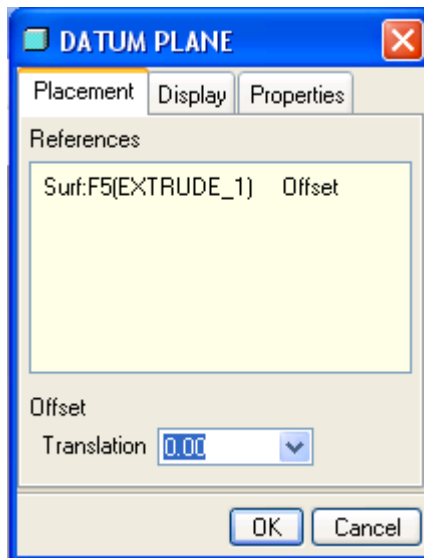 DATUM PLANE
Placement Display Properties
References
Surf:F5(EXTRUDE_1) Offset
Offset
Translation 0.00
OK Cancel